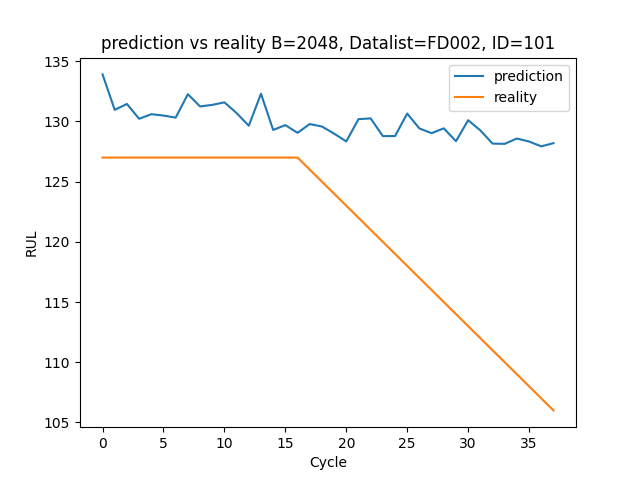 prediction vs reality B=2048, Datalist=FD002, ID=101
prediction
reality
135
130
125
120
115
110
105
RUL
0 5 10 15 20 25 30 35
Cycle